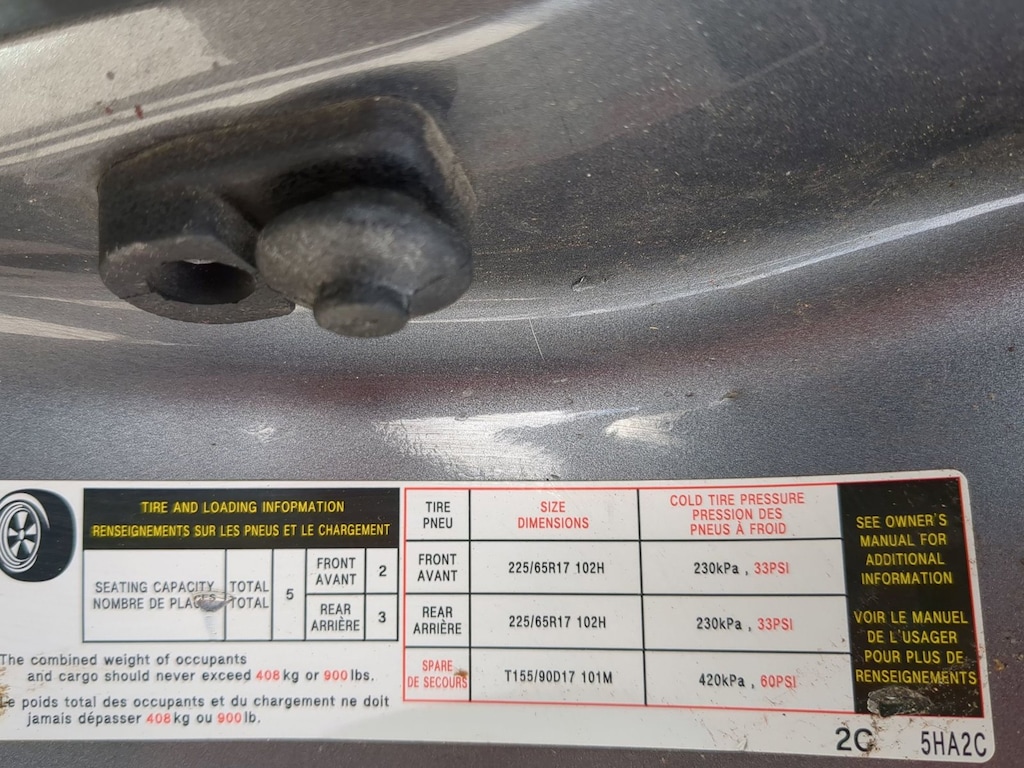 TIRE AND LOADING INFOPMATION
RENSEIGNEMENTS SUR LES PNEUS ET LE CHARGEMENT
SEATING CAPACITY
NOMBRE DE PLACES
TOTAL
TOTAL
5
FRONT
AVANT
2
REAR
ARRIÈRE
3
The combined weight of occupants
and cargo should never exceed 408 kg or 900 lbs.
Le poids total des occupants et du chargement ne doit
jamais dépasser 408 kg ou 900 lb.
TIRE
PNEU
SIZE
DIMENSIONS
COLD TIRE PRESSURE
PRESSION DES
PNEUS À FROID
FRONT
AVANT
225/65R17 102H
230kPa , 33PSI
REAR
ARRIÈRE
225/65R17 102H
230kPa , 33PSI
SPARE
DE SECOURS
T155/90D17 101M
420kPa , 60PSI
SEE OWNER'S
MANUAL FOR
ADDITIONAL
INFORMATION
VOIR LE MANUEL
DE L'USAGER
POUR PLUS DE
RENSEIGNEMENTS
2C 5HA2C